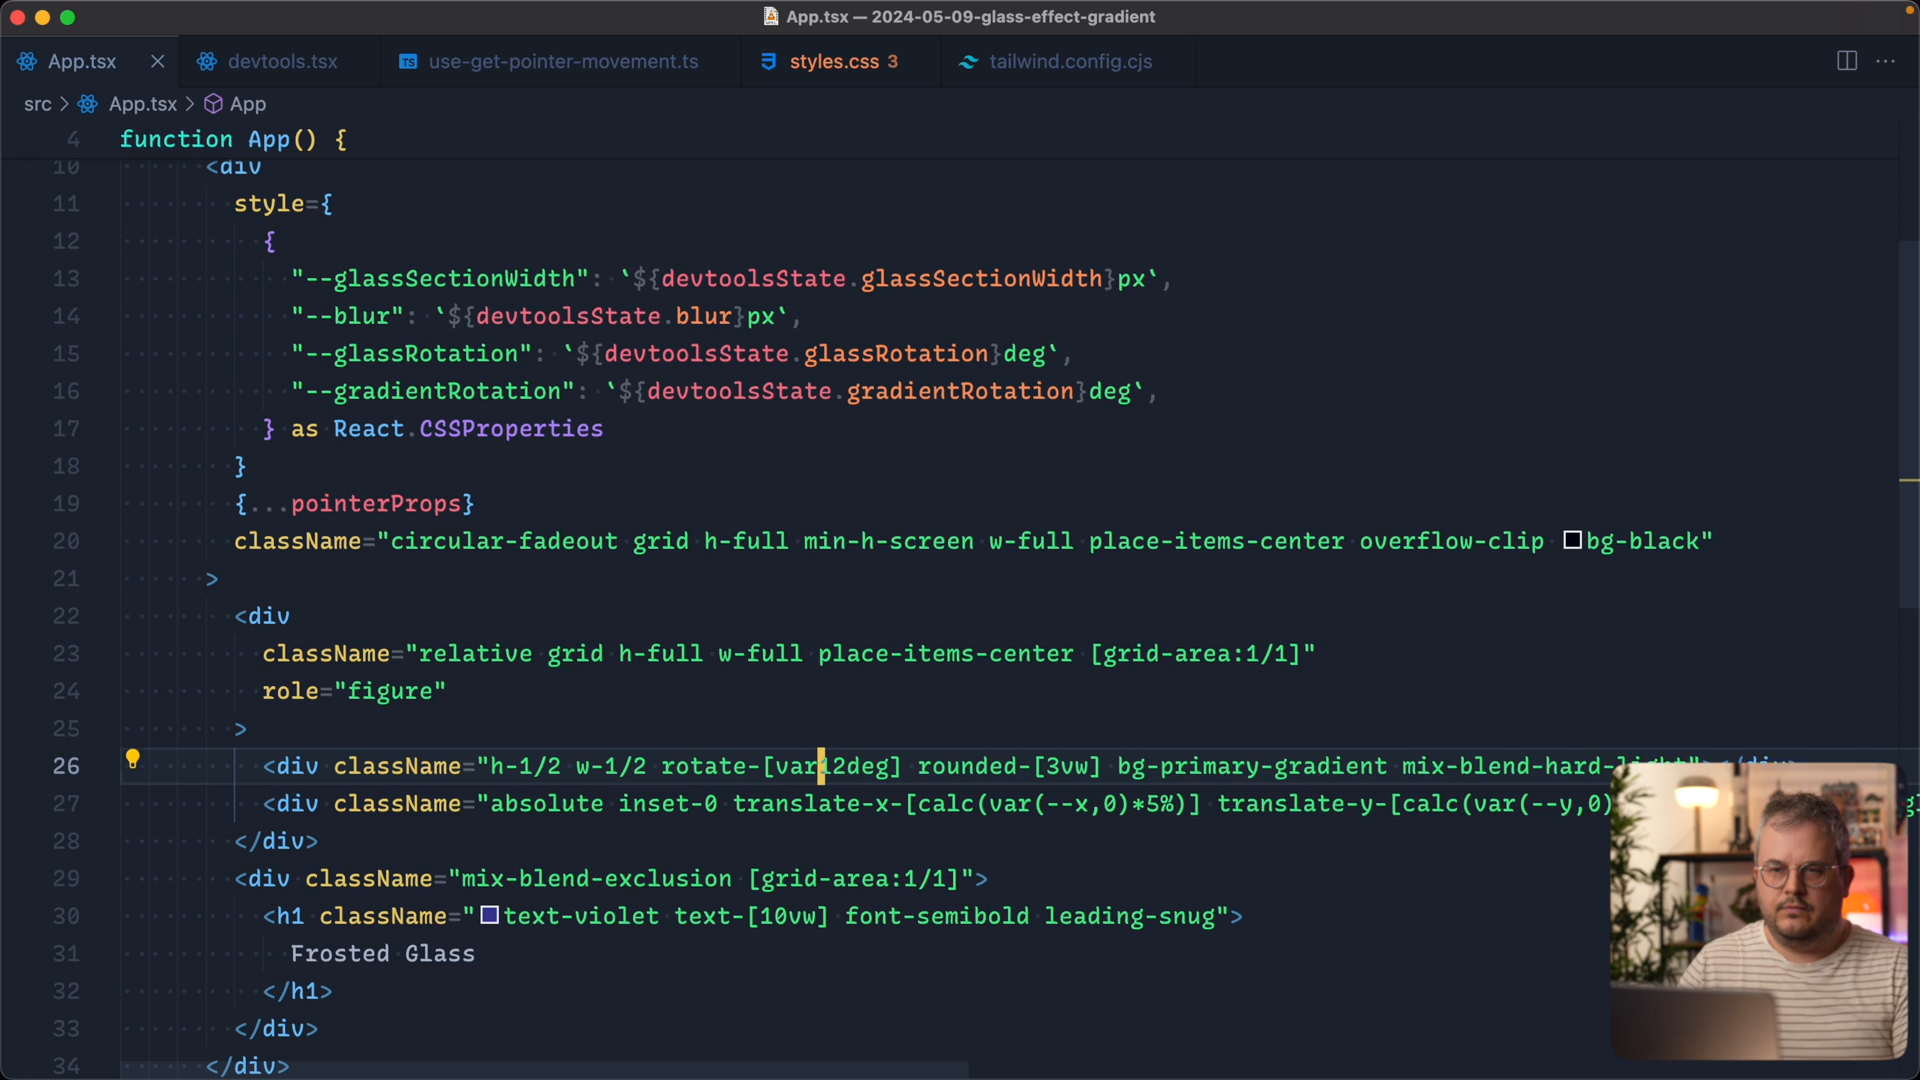 App.tsx — 2024-05-09-glass-effect-gradient
App.tsx devtools.tsx TS use-get-pointer-movement.ts styles.css 3 tailwind.config.cjs
src > App.tsx > App
4 function App() {
10 <div
11 style={
12 {
13 "--glassSectionWidth": `${devtoolsState.glassSectionWidth}px`,
14 "--blur": `${devtoolsState.blur}px`,
15 "--glassRotation": `${devtoolsState.glassRotation}deg`,
16 "--gradientRotation": `${devtoolsState.gradientRotation}deg`,
17 } as React.CSSProperties
18 }
19 {...pointerProps}
20 className="circular-fadeout grid h-full min-h-screen w-full place-items-center overflow-clip bg-black"
21 >
22 <div
23 className="relative grid h-full w-full place-items-center [grid-area:1/1]"
24 role="figure"
25 >
26 <div className="h-1/2 w-1/2 rotate-[var12deg] rounded-[3vw] bg-primary-gradient mix-blend-hard-light"></div>
27 <div className="absolute inset-0 translate-x-[calc(var(--x,0)*5%)] translate-y-[calc(var(--y,0)
28 </div>
29 <div className="mix-blend-exclusion [grid-area:1/1]">
30 <h1 className="text-violet text-[10vw] font-semibold leading-snug">
31 Frosted Glass
32 </h1>
33 </div>
34 </div>